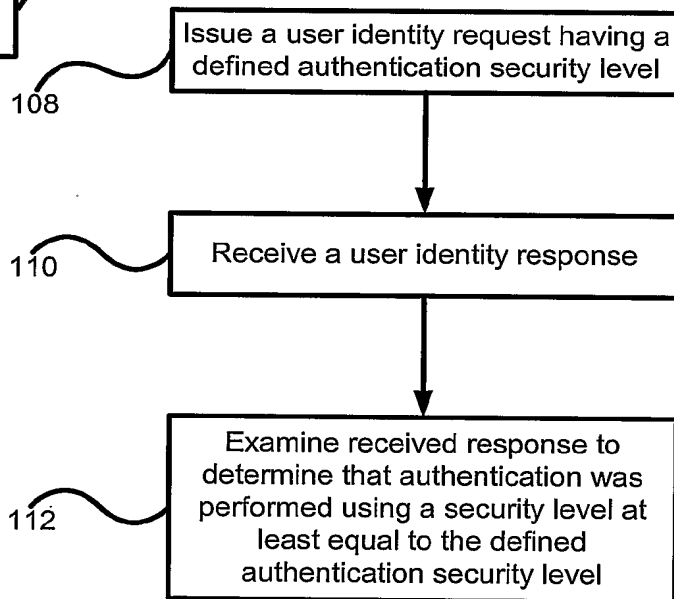 Issue a user identity request having a
defined authentication security level
108
Receive a user identity response
110
Examine received response to
determine that authentication was
performed using a security level at
least equal to the defined
authentication security level
112